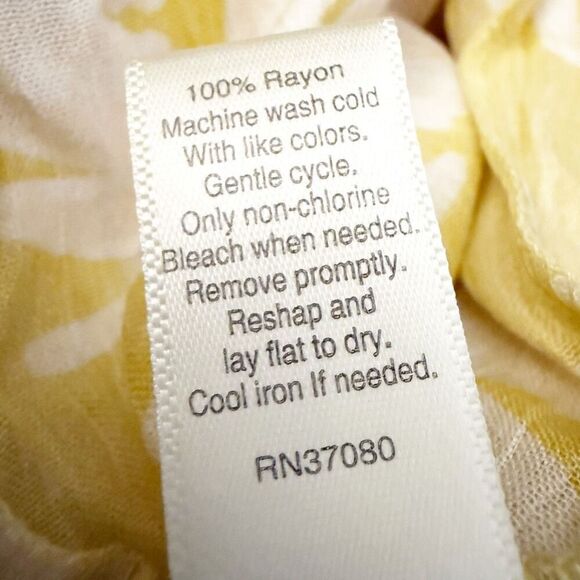 100% Rayon
Machine wash cold
With like colors.
Gentle cycle.
Only non-chlorine
Bleach when needed.
Remove promptly.
Reshap and
lay flat to dry.
Cool iron If needed.
RN37080